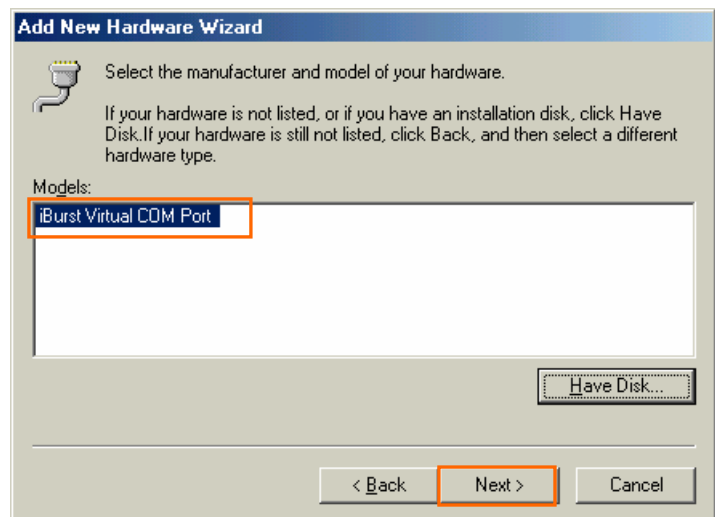 Add New Hardware Wizard
Select the manufacturer and model of your hardware.
If your hardware is not listed, or if you have an installation disk, click Have
Disk.If your hardware is still not listed, click Back, and then select a different
hardware type.
Models:
iBurst Virtual COM Port
Have Disk...
< Back Next > Cancel